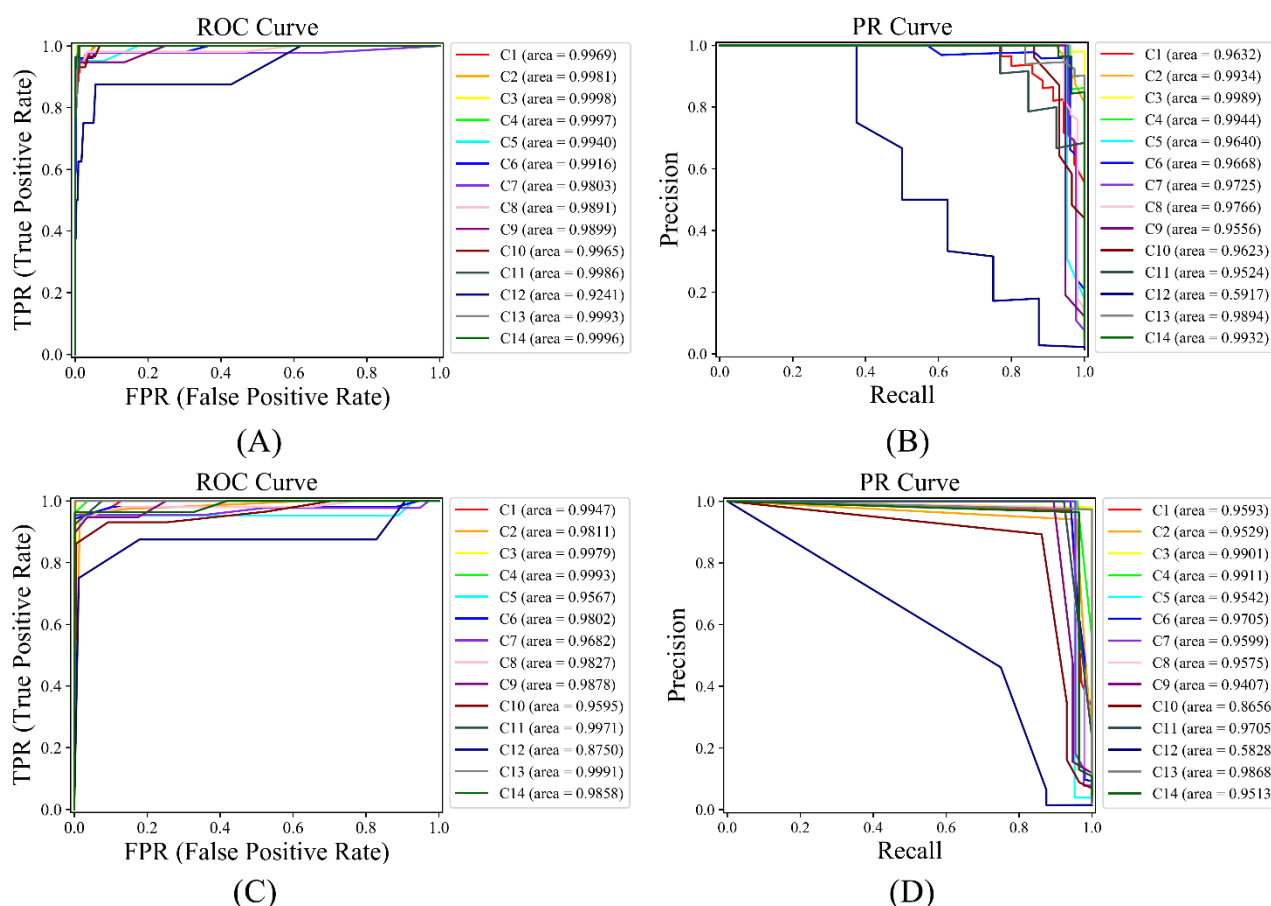 ROC Curve
1.0
0.8
0.6
0.4
0.2
0.0
TPR (True Positive Rate)
0.0 0.2 0.4 0.6 0.8 1.0
FPR (False Positive Rate)
C1 (area = 0.9969)
C2 (area = 0.9981)
C3 (area = 0.9998)
C4 (area = 0.9997)
C5 (area = 0.9940)
C6 (area = 0.9916)
C7 (area = 0.9803)
C8 (area = 0.9891)
C9 (area = 0.9899)
C10 (area = 0.9965)
C11 (area = 0.9986)
C12 (area = 0.9241)
C13 (area = 0.9993)
C14 (area = 0.9996)
(A)
PR Curve
1.0
0.8
0.6
0.4
0.2
0.0
Precision
0.0 0.2 0.4 0.6 0.8 1.0
Recall
C1 (area = 0.9632)
C2 (area = 0.9934)
C3 (area = 0.9989)
C4 (area = 0.9944)
C5 (area = 0.9640)
C6 (area = 0.9668)
C7 (area = 0.9725)
C8 (area = 0.9766)
C9 (area = 0.9556)
C10 (area = 0.9623)
C11 (area = 0.9524)
C12 (area = 0.5917)
C13 (area = 0.9894)
C14 (area = 0.9932)
(B)
ROC Curve
1.0
0.8
0.6
0.4
0.2
0.0
TPR (True Positive Rate)
0.0 0.2 0.4 0.6 0.8 1.0
FPR (False Positive Rate)
C1 (area = 0.9947)
C2 (area = 0.9811)
C3 (area = 0.9979)
C4 (area = 0.9993)
C5 (area = 0.9567)
C6 (area = 0.9802)
C7 (area = 0.9682)
C8 (area = 0.9827)
C9 (area = 0.9878)
C10 (area = 0.9595)
C11 (area = 0.9971)
C12 (area = 0.8750)
C13 (area = 0.9991)
C14 (area = 0.9858)
(C)
PR Curve
1.0
0.8
0.6
0.4
0.2
0.0
Precision
0.0 0.2 0.4 0.6 0.8 1.0
Recall
C1 (area = 0.9593)
C2 (area = 0.9529)
C3 (area = 0.9901)
C4 (area = 0.9911)
C5 (area = 0.9542)
C6 (area = 0.9705)
C7 (area = 0.9599)
C8 (area = 0.9575)
C9 (area = 0.9407)
C10 (area = 0.8656)
C11 (area = 0.9705)
C12 (area = 0.5828)
C13 (area = 0.9868)
C14 (area = 0.9513)
(D)